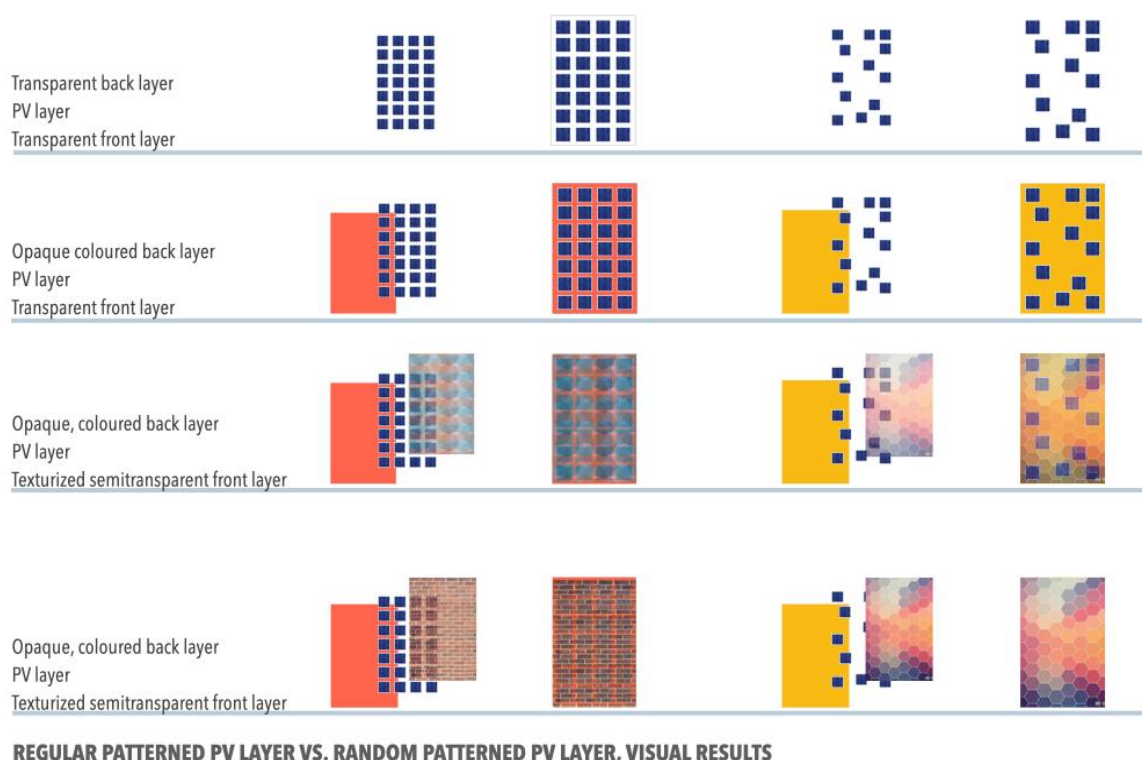 Transparent back layer
PV layer
Transparent front layer
Opaque coloured back layer
PV layer
Transparent front layer
Opaque, coloured back layer
PV layer
Texturized semitransparent front layer
Opaque, coloured back layer
PV layer
Texturized semitransparent front layer
REGULAR PATTERNED PV LAYER VS. RANDOM PATTERNED PV LAYER, VISUAL RESULTS